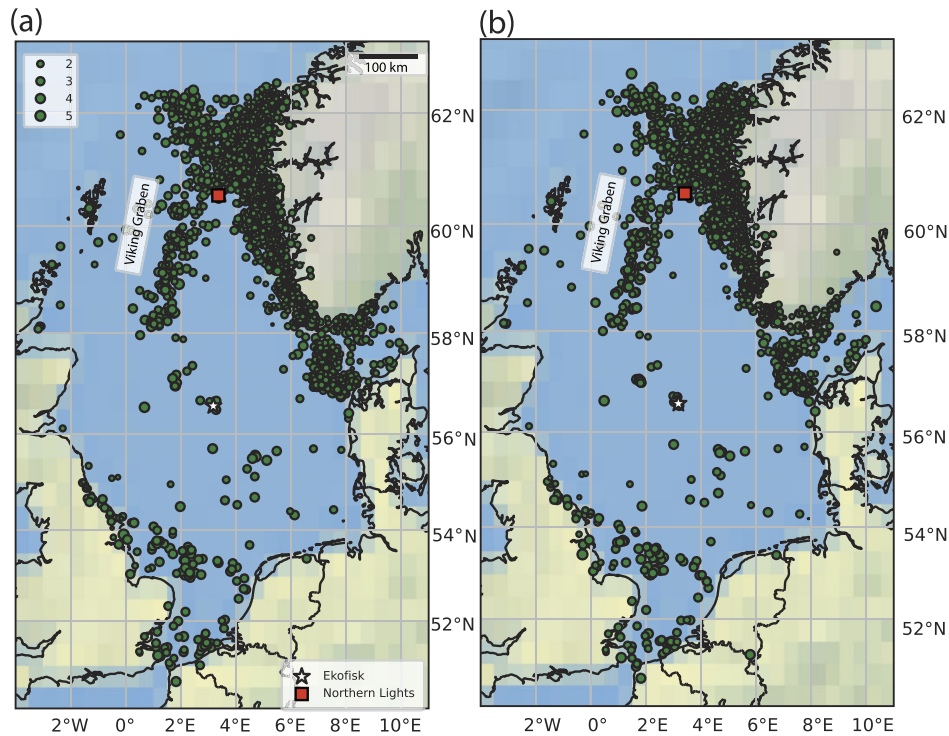 (a)
(b)
2
3
4
5
100 km
Viking Graben
Viking Graben
62°N
60°N
58°N
56°N
54°N
52°N
62°N
60°N
58°N
56°N
54°N
52°N
Ekofisk
Northern Lights
2°W 0° 2°E 4°E 6°E 8°E 10°E
2°W 0° 2°E 4°E 6°E 8°E 10°E